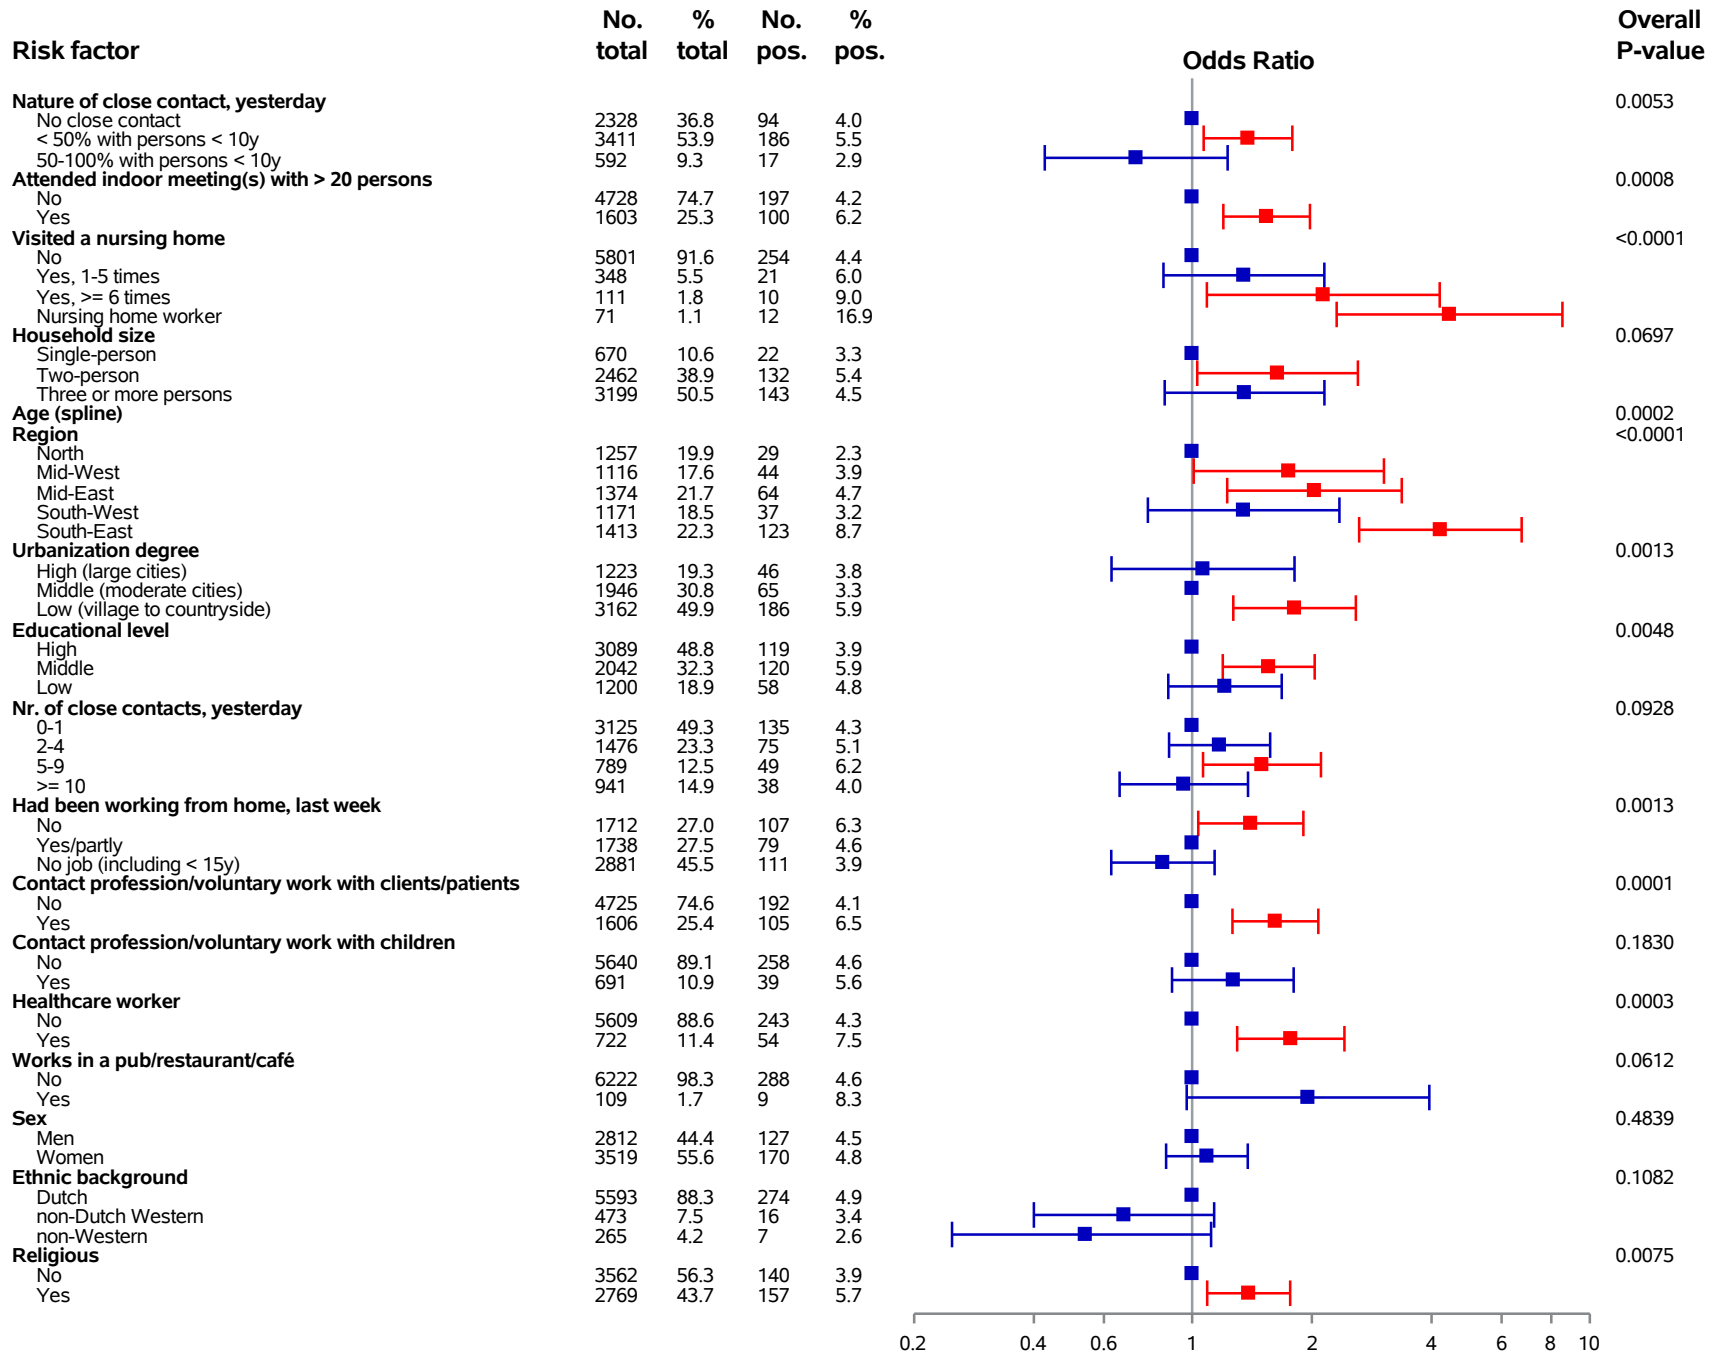 No. % No. % Overall
Risk factor total total pos. pos. Odds Ratio P-value
Nature of close contact, yesterday 0.0053
No close contact 2328 36.8 94 4.0
< 50% with persons < 10y 3411 53.9 186 5.5
50-100% with persons < 10y 592 9.3 17 2.9
Attended indoor meeting(s) with > 20 persons 0.0008
No 4728 74.7 197 4.2
Yes 1603 25.3 100 6.2
Visited a nursing home <0.0001
No 5801 91.6 254 4.4
Yes, 1-5 times 348 5.5 21 6.0
Yes, >= 6 times 111 1.8 10 9.0
Nursing home worker 71 1.1 12 16.9
Household size 0.0697
Single-person 670 10.6 22 3.3
Two-person 2462 38.9 132 5.4
Three or more persons 3199 50.5 143 4.5
Age (spline) 0.0002
Region <0.0001
North 1257 19.9 29 2.3
Mid-West 1116 17.6 44 3.9
Mid-East 1374 21.7 64 4.7
South-West 1171 18.5 37 3.2
South-East 1413 22.3 123 8.7
Urbanization degree 0.0013
High (large cities) 1223 19.3 46 3.8
Middle (moderate cities) 1946 30.8 65 3.3
Low (village to countryside) 3162 49.9 186 5.9
Educational level 0.0048
High 3089 48.8 119 3.9
Middle 2042 32.3 120 5.9
Low 1200 18.9 58 4.8
Nr. of close contacts, yesterday 0.0928
0-1 3125 49.3 135 4.3
2-4 1476 23.3 75 5.1
5-9 789 12.5 49 6.2
>= 10 941 14.9 38 4.0
Had been working from home, last week 0.0013
No 1712 27.0 107 6.3
Yes/partly 1738 27.5 79 4.6
No job (including < 15y) 2881 45.5 111 3.9
Contact profession/voluntary work with clients/patients 0.0001
No 4725 74.6 192 4.1
Yes 1606 25.4 105 6.5
Contact profession/voluntary work with children 0.1830
No 5640 89.1 258 4.6
Yes 691 10.9 39 5.6
Healthcare worker 0.0003
No 5609 88.6 243 4.3
Yes 722 11.4 54 7.5
Works in a pub/restaurant/café 0.0612
No 6222 98.3 288 4.6
Yes 109 1.7 9 8.3
Sex 0.4839
Men 2812 44.4 127 4.5
Women 3519 55.6 170 4.8
Ethnic background 0.1082
Dutch 5593 88.3 274 4.9
non-Dutch Western 473 7.5 16 3.4
non-Western 265 4.2 7 2.6
Religious 0.0075
No 3562 56.3 140 3.9
Yes 2769 43.7 157 5.7
0.2 0.4 0.6 1 2 4 6 8 10